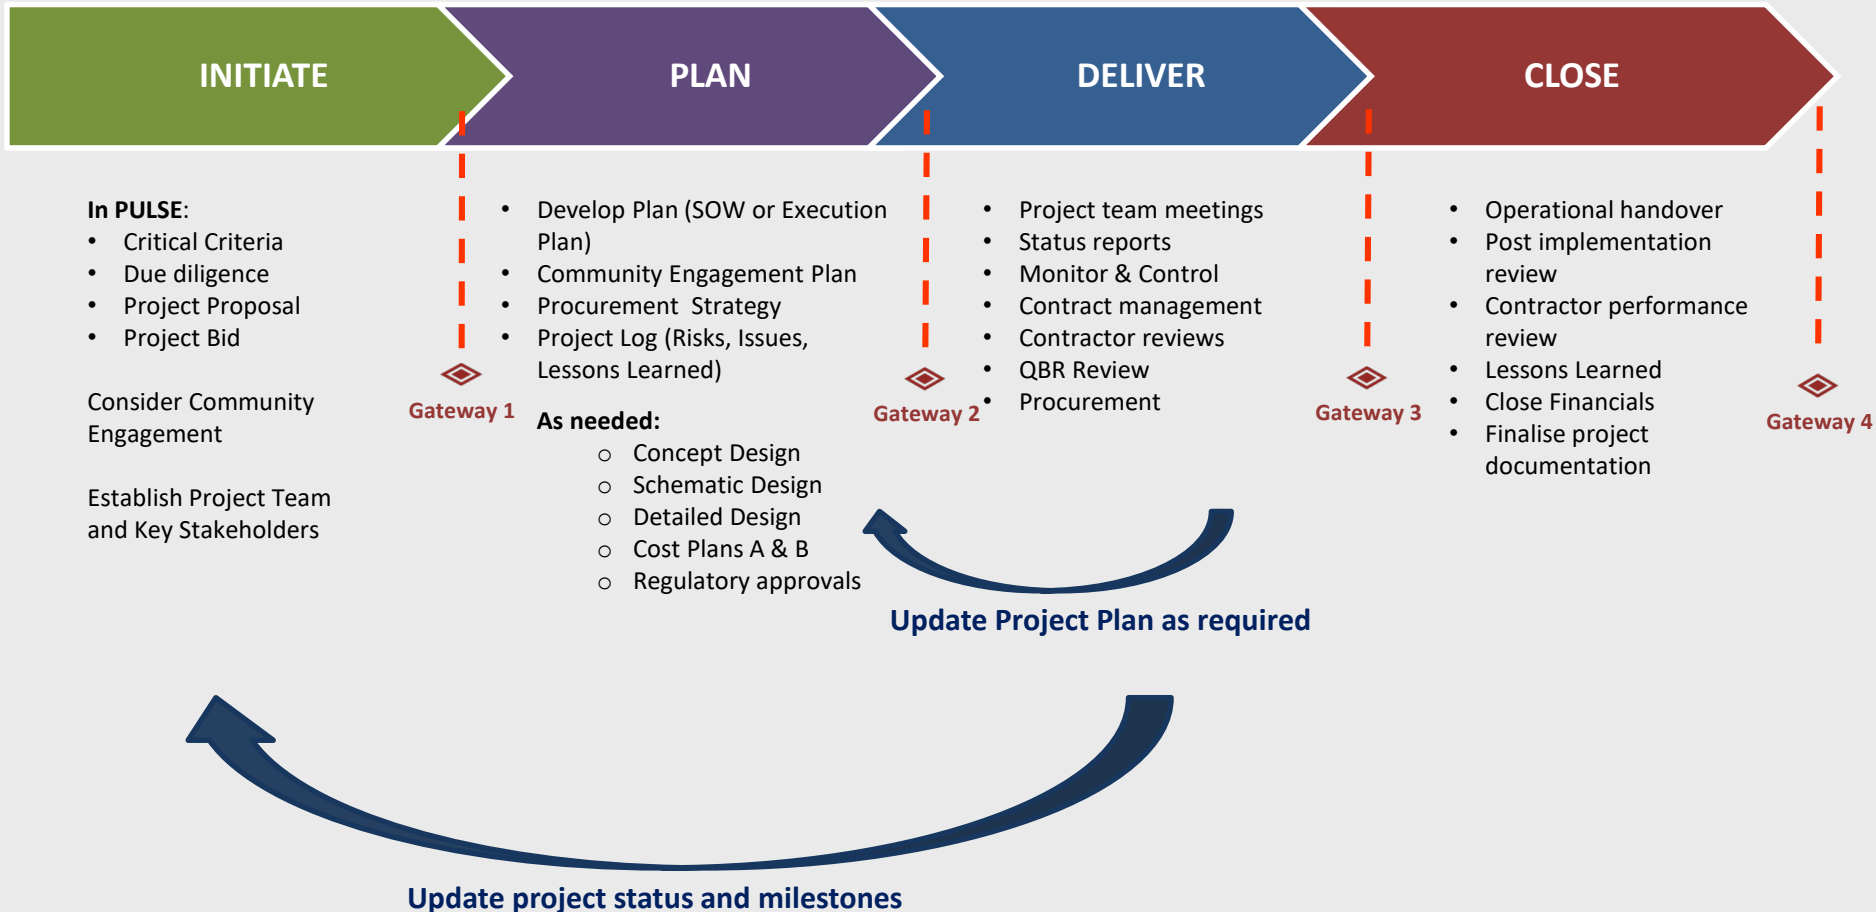 INITIATE
PLAN
DELIVER
CLOSE
In PULSE:
• Critical Criteria
• Due diligence
• Project Proposal
• Project Bid
Consider Community
Engagement
Establish Project Team
and Key Stakeholders
Gateway 1
• Develop Plan (SOW or Execution
Plan)
• Community Engagement Plan
• Procurement Strategy
• Project Log (Risks, Issues,
Lessons Learned)
As needed:
o Concept Design
o Schematic Design
o Detailed Design
o Cost Plans A & B
o Regulatory approvals
Gateway 2
• Project team meetings
• Status reports
• Monitor & Control
• Contract management
• Contractor reviews
• QBR Review
• Procurement
Gateway 3
• Operational handover
• Post implementation
review
• Contractor performance
review
• Lessons Learned
• Close Financials
• Finalise project
documentation
Gateway 4
Update Project Plan as required
Update project status and milestones